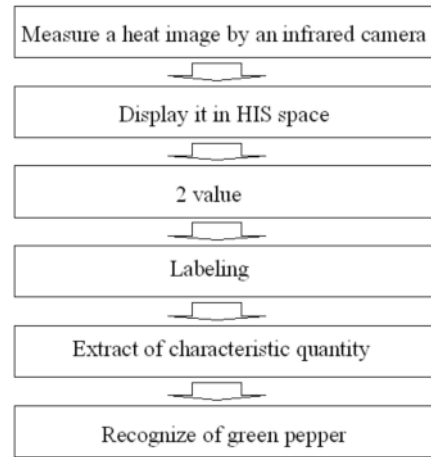 Measure a heat image by an infrared camera
Display it in HIS space
2 value
Labeling
Extract of characteristic quantity
Recognize of green pepper